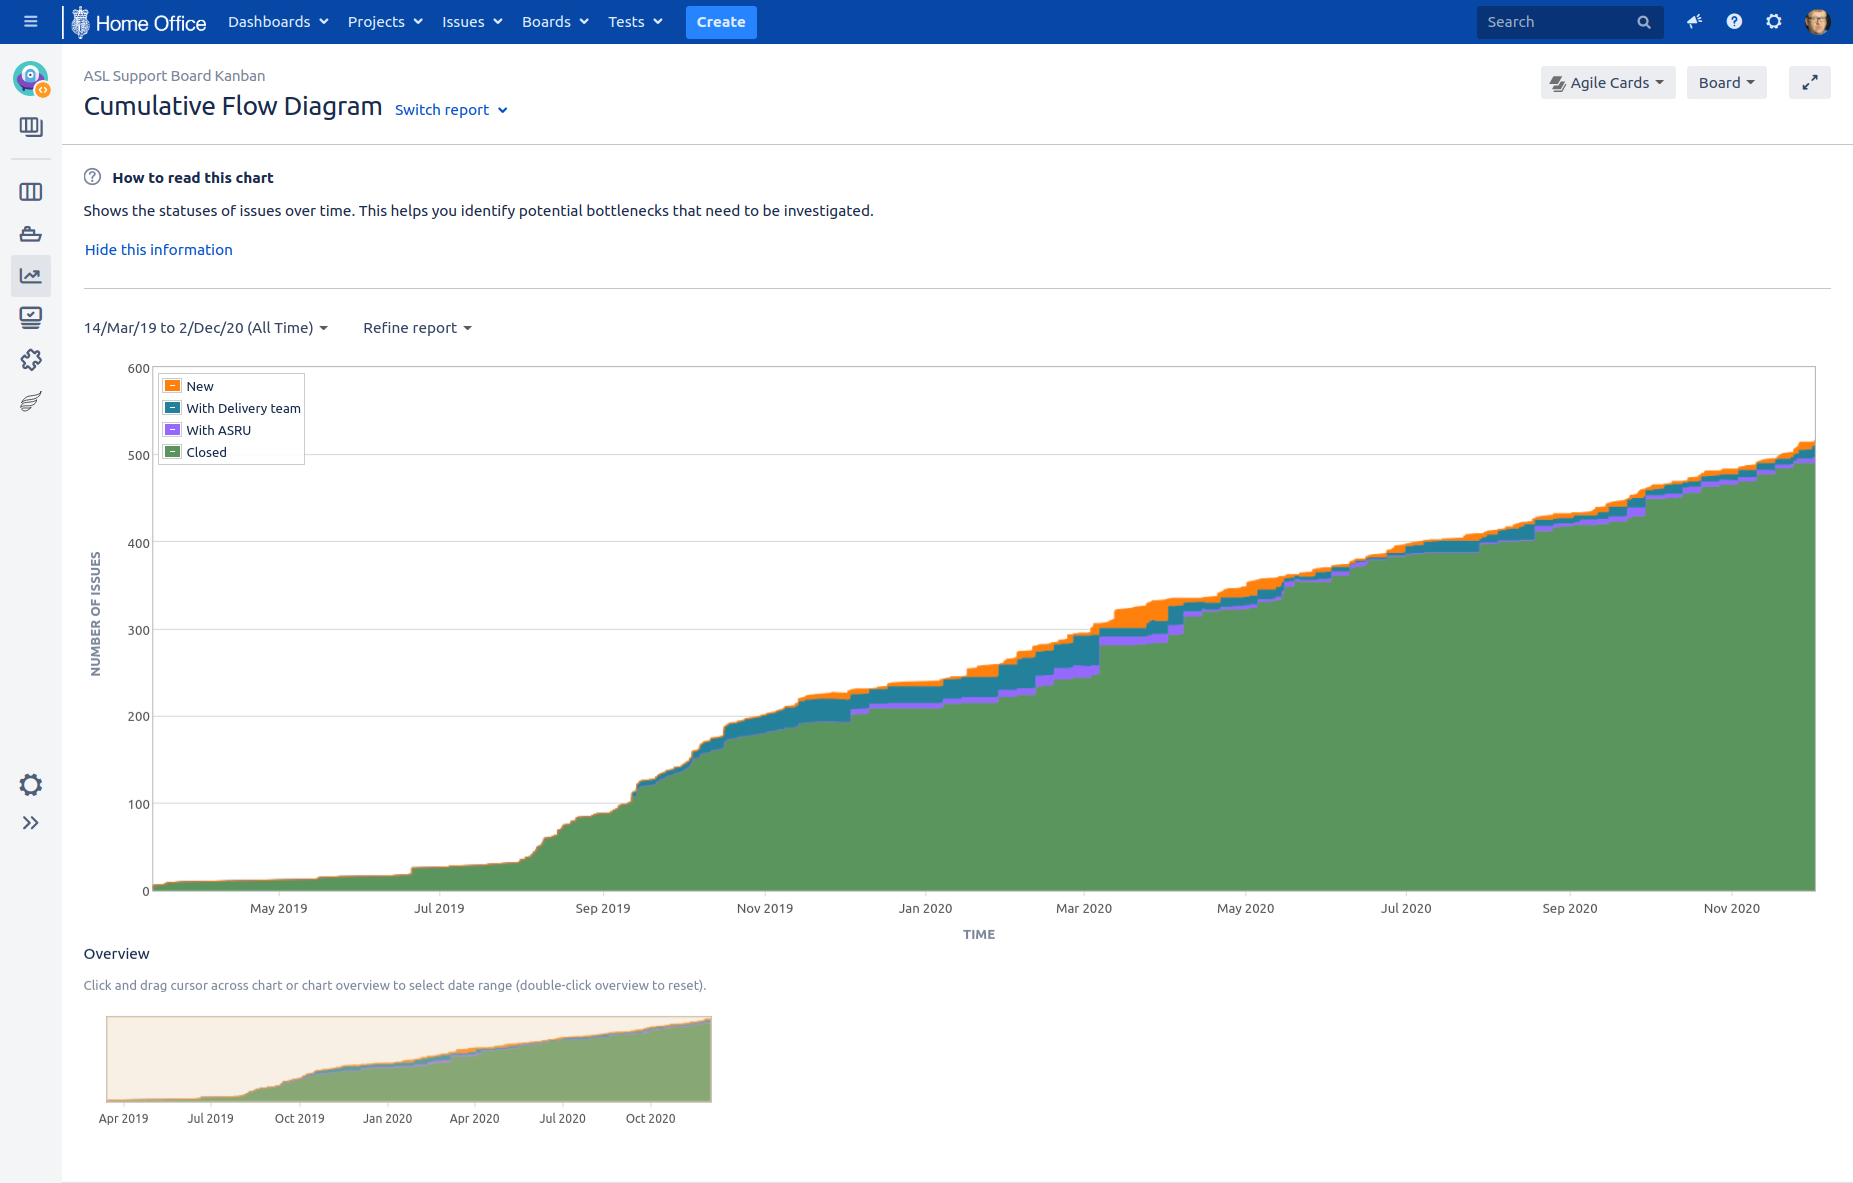 Home Office Dashboards Projects Issues Boards Tests Create Search
ASL Support Board Kanban
Cumulative Flow Diagram Switch report
Agile Cards Board
How to read this chart
Shows the statuses of issues over time. This helps you identify potential bottlenecks that need to be investigated.
Hide this information
14/Mar/19 to 2/Dec/20 (All Time) Refine report
600
500
400
300
200
100
0
NUMBER OF ISSUES
New
With Delivery team
With ASRU
Closed
May 2019 Jul 2019 Sep 2019 Nov 2019 Jan 2020 Mar 2020 May 2020 Jul 2020 Sep 2020 Nov 2020
TIME
Overview
Click and drag cursor across chart or chart overview to select date range (double-click overview to reset).
Apr 2019 Jul 2019 Oct 2019 Jan 2020 Apr 2020 Jul 2020 Oct 2020